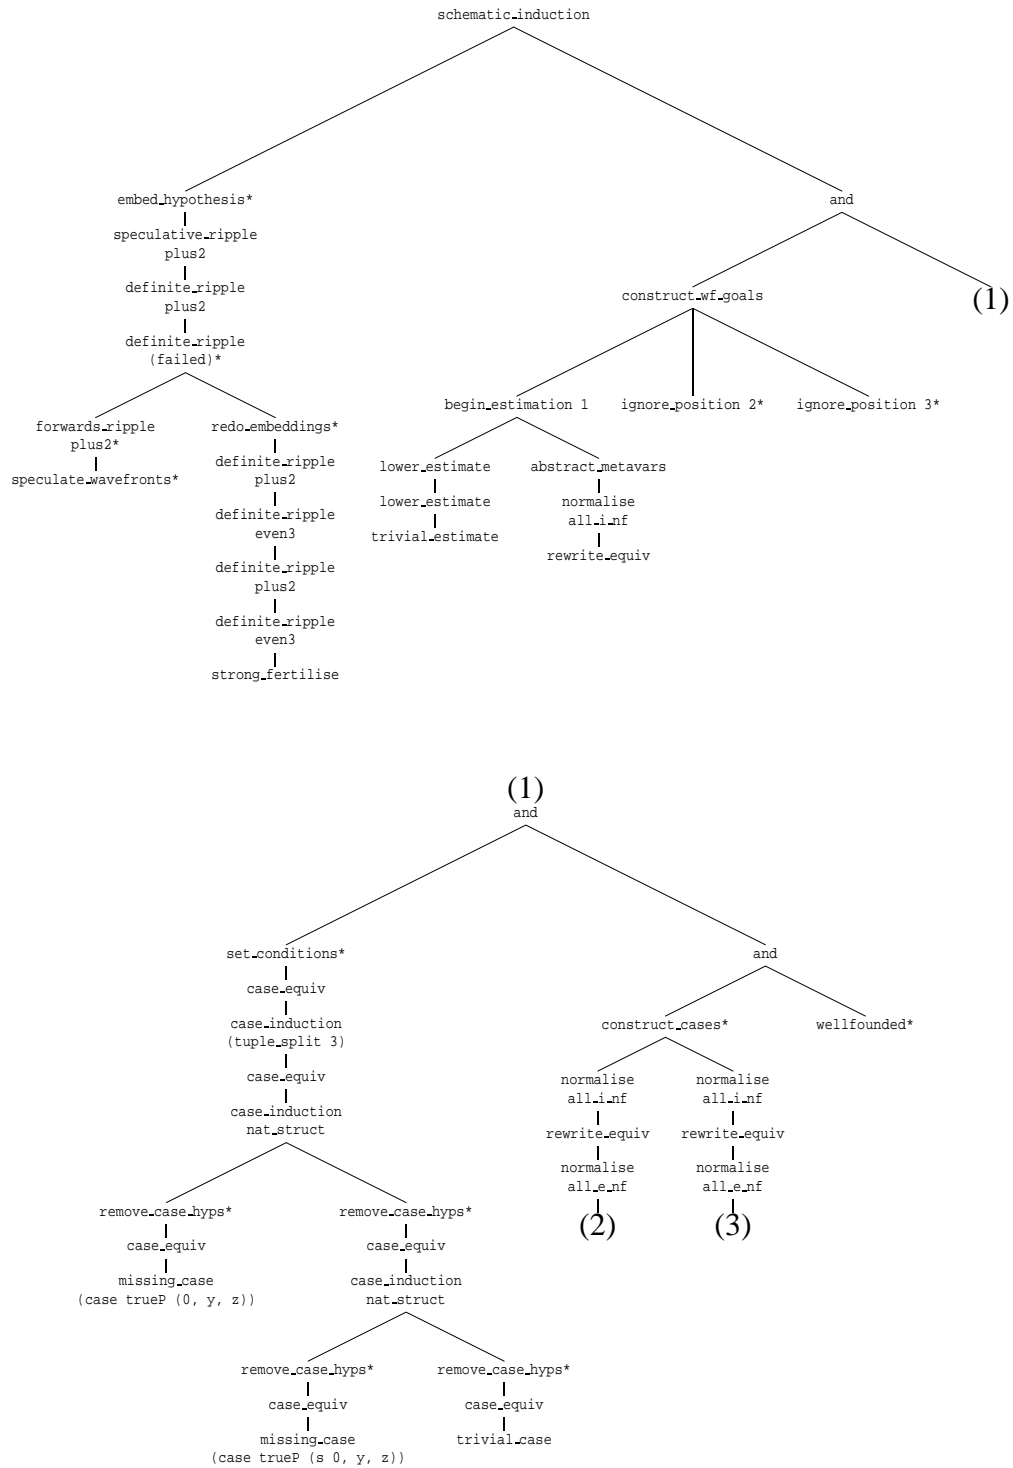 schematic_induction
embed_hypothesis*
and
speculative_ripple
plus2
definite_ripple
plus2
construct_wf_goals
(1)
definite_ripple
(failed)*
begin_estimation 1
ignore_position 2*
ignore_position 3*
forwards_ripple
plus2*
redo_embeddings*
speculate_wavefronts*
definite_ripple
plus2
definite_ripple
even3
definite_ripple
plus2
definite_ripple
even3
strong_fertilise
lower_estimate
lower_estimate
trivial_estimate
abstract_metavars
normalise
all_i_nf
rewrite_equiv
(1)
and
set_conditions*
and
case_equiv
case_induction
(tuple_split 3)
case_equiv
case_induction
nat_struct
construct_cases*
wellfounded*
normalise
all_i_nf
rewrite_equiv
normalise
all_e_nf
(2)
normalise
all_i_nf
rewrite_equiv
normalise
all_e_nf
(3)
remove_case_hyps*
case_equiv
missing_case
(case trueP (0, y, z))
remove_case_hyps*
case_equiv
case_induction
nat_struct
remove_case_hyps*
case_equiv
missing_case
(case trueP (s 0, y, z))
remove_case_hyps*
case_equiv
trivial_case